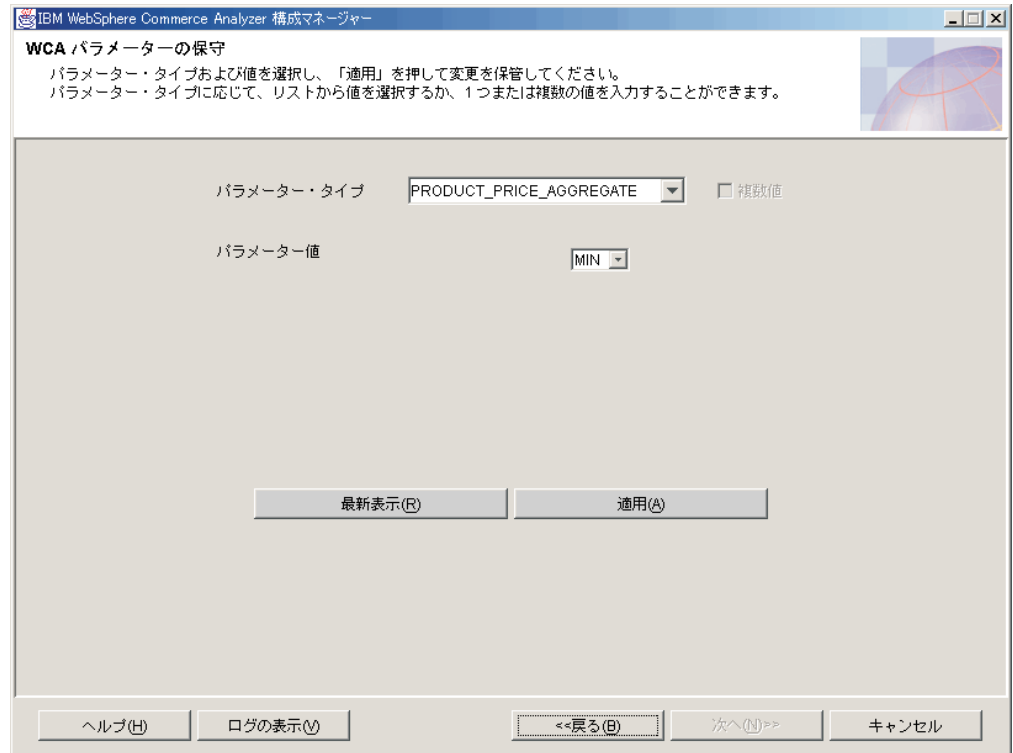 IBM WebSphere Commerce Analyzer 構成マネージャー
WCA パラメーターの保守
パラメーター・タイプおよび値を選択し、「適用」を押して変更を保管してください。
パラメーター・タイプに応じて、リストから値を選択するか、1つまたは複数の値を入力することができます。
パラメーター・タイプ PRODUCT_PRICE_AGGREGATE 複数値
パラメーター値 MIN
最新表示(R) 適用(A)
ヘルプ(H) ログの表示(V) <<戻る(B) 次へ(N)>> キャンセル